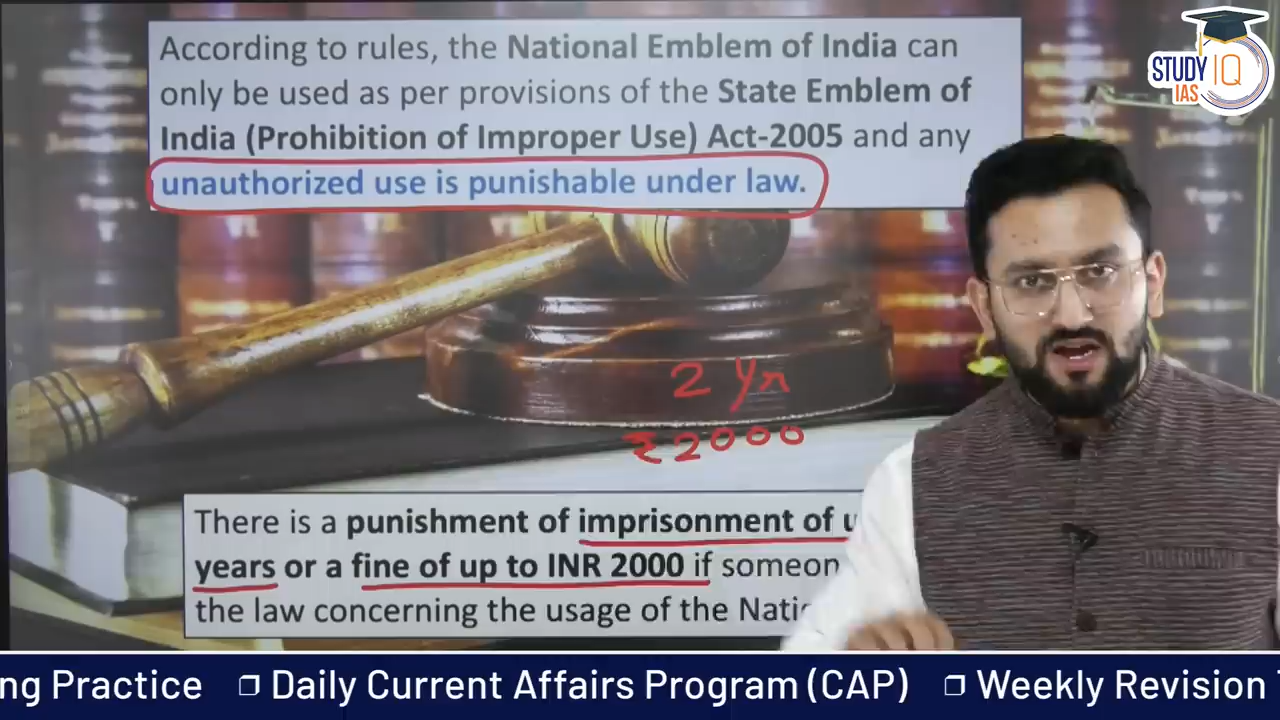 According to rules, the National Emblem of India can
only be used as per provisions of the State Emblem of
India (Prohibition of Improper Use) Act-2005 and any
unauthorized use is punishable under law.
STUDY IQ
IAS
2 Yr
₹2000
There is a punishment of imprisonment of u
years or a fine of up to INR 2000 if someon
the law concerning the usage of the Nati
ng Practice ❐ Daily Current Affairs Program (CAP) ❐ Weekly Revision T